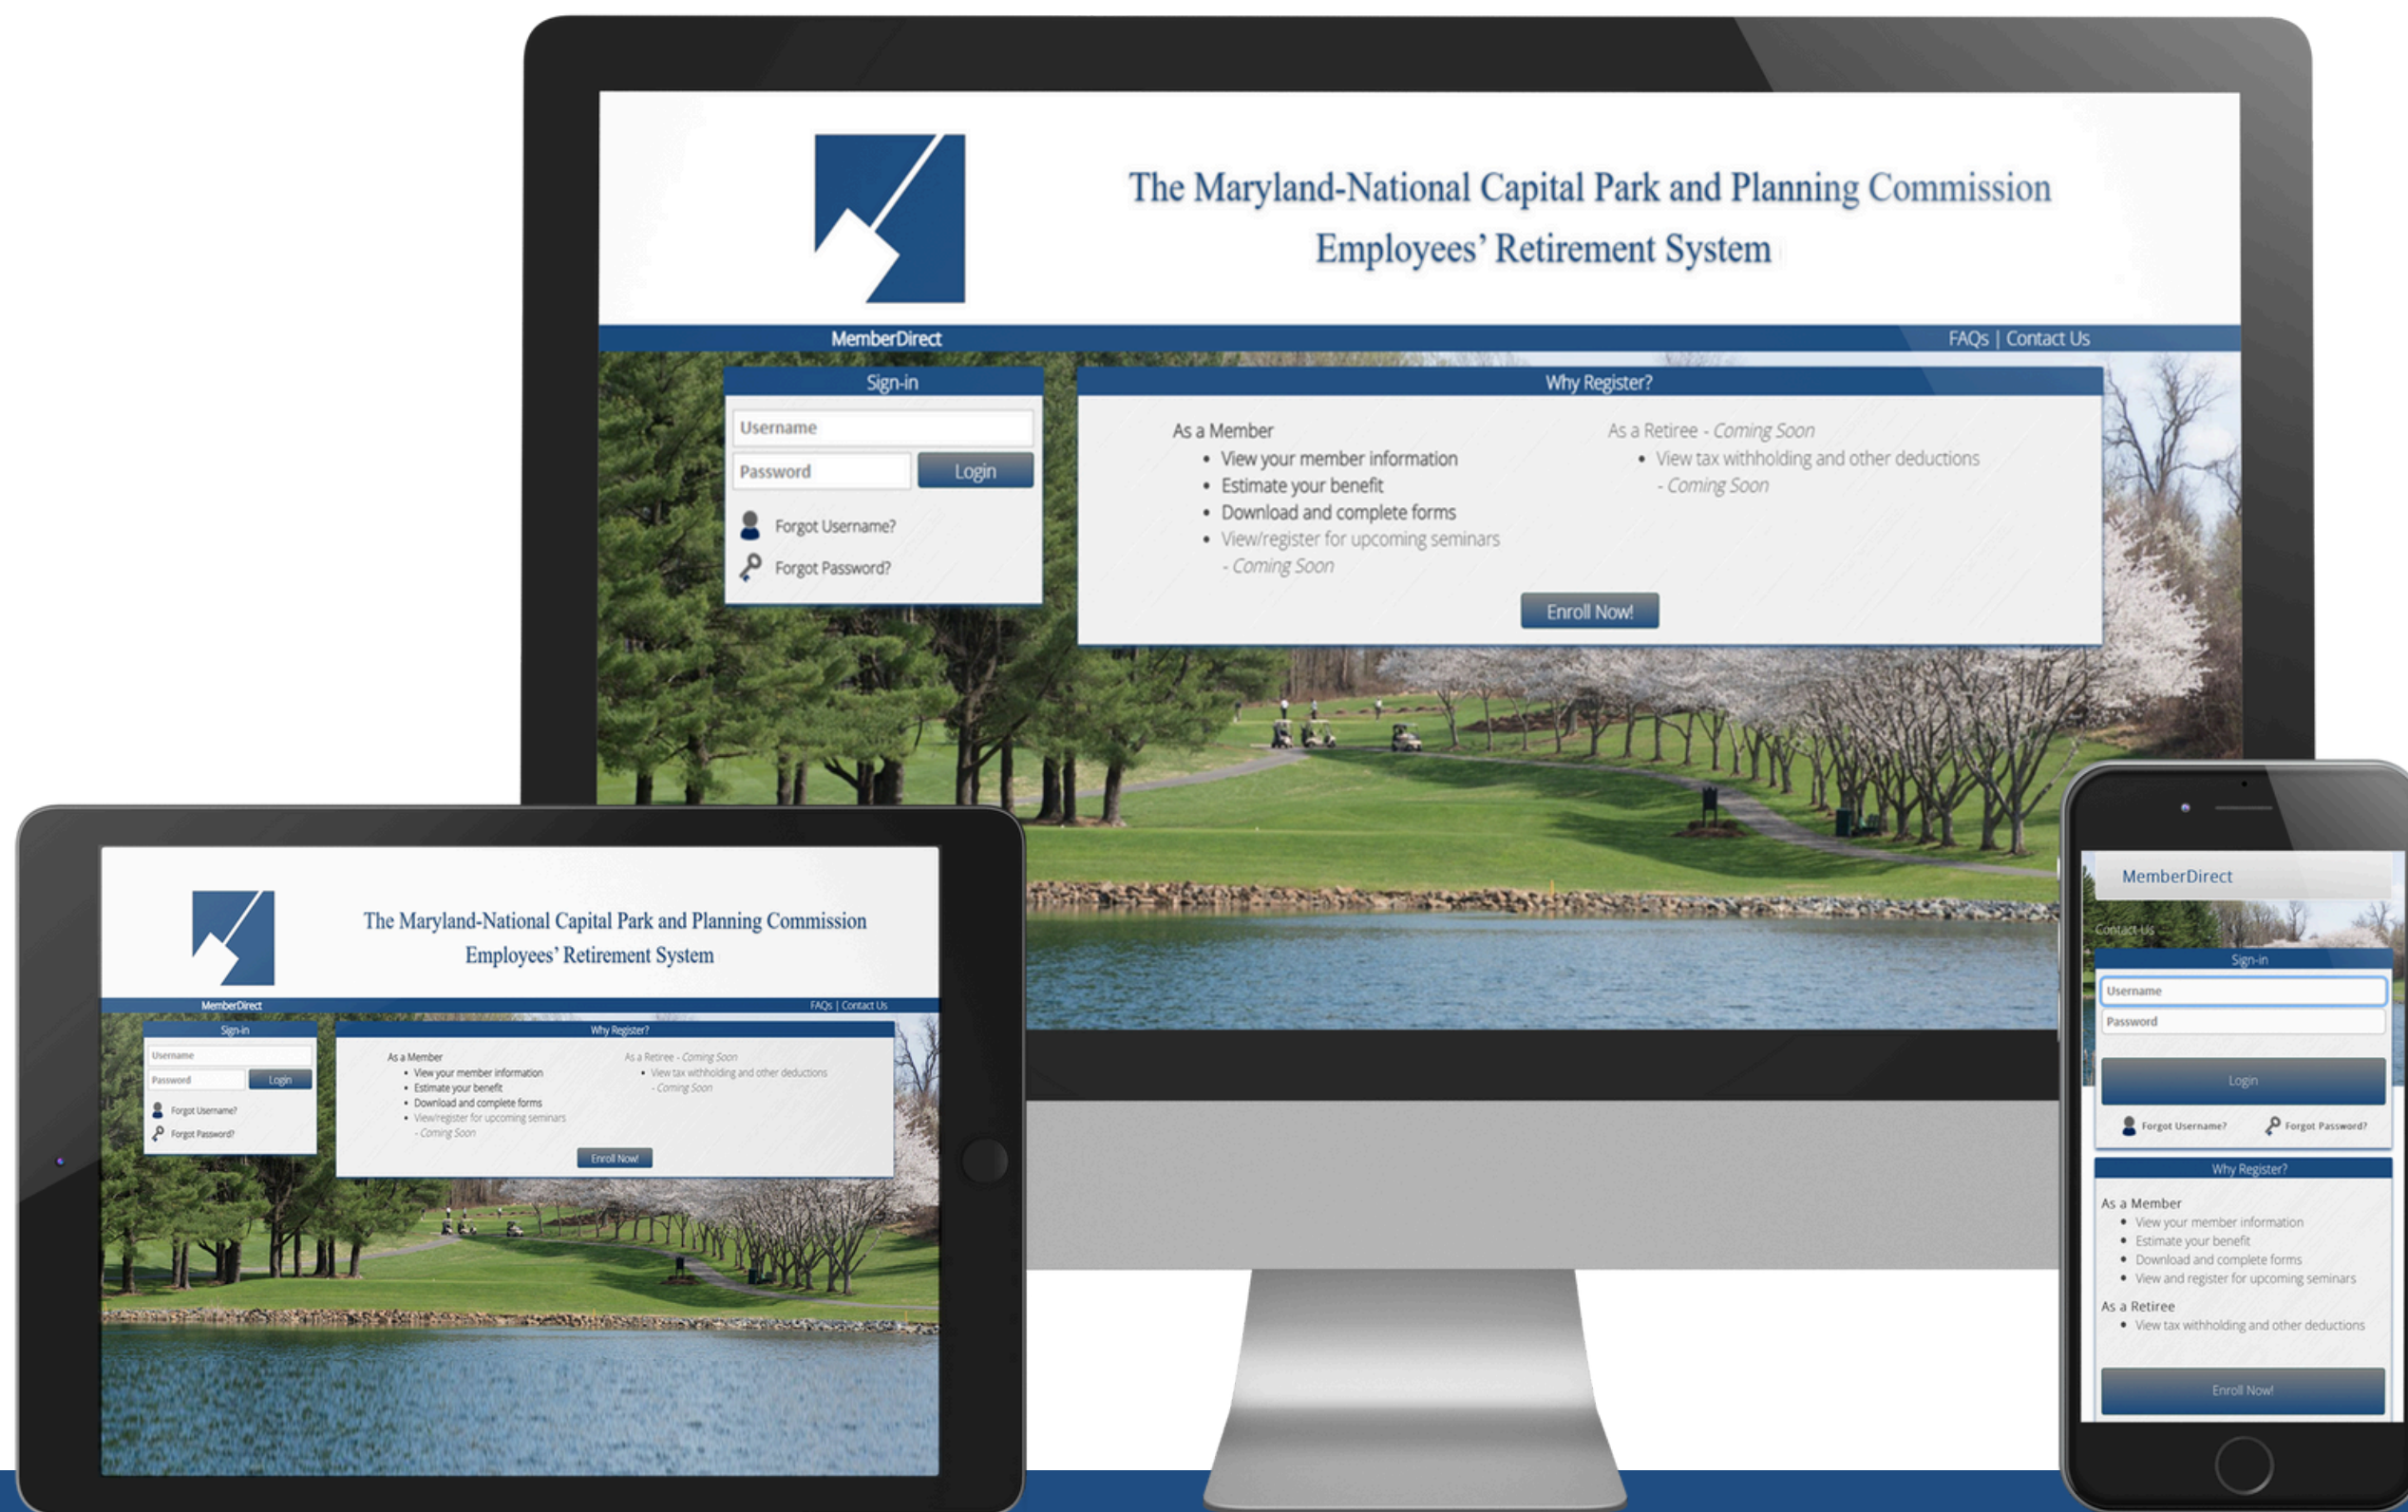 The Maryland-National Capital Park and Planning Commission
Employees' Retirement System
MemberDirect
FAQs | Contact Us
Sign-in
Username
Password
Login
Forgot Username?
Forgot Password?
Why Register?
As a Member
• View your member information
• Estimate your benefit
• Download and complete forms
• View/register for upcoming seminars
- Coming Soon
As a Retiree - Coming Soon
• View tax withholding and other deductions
- Coming Soon
Enroll Now!
The Maryland-National Capital Park and Planning Commission
Employees' Retirement System
MemberDirect
FAQs | Contact Us
Sign-in
Username
Password
Login
Forgot Username?
Forgot Password?
Why Register?
As a Member
• View your member information
• Estimate your benefit
• Download and complete forms
• View/register for upcoming seminars
- Coming Soon
As a Retiree - Coming Soon
• View tax withholding and other deductions
- Coming Soon
Enroll Now!
MemberDirect
Contact Us
Sign-in
Username
Password
Login
Forgot Username?
Forgot Password?
Why Register?
As a Member
• View your member information
• Estimate your benefit
• Download and complete forms
• View and register for upcoming seminars
As a Retiree
• View tax withholding and other deductions
Enroll Now!